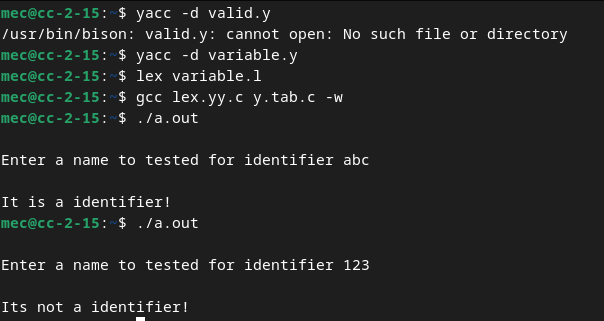 mec@cc-2-15:~$ yacc -d valid.y
/usr/bin/bison: valid.y: cannot open: No such file or directory
mec@cc-2-15:~$ yacc -d variable.y
mec@cc-2-15:~$ lex variable.l
mec@cc-2-15:~$ gcc lex.yy.c y.tab.c -w
mec@cc-2-15:~$ ./a.out
Enter a name to tested for identifier abc
It is a identifier!
mec@cc-2-15:~$ ./a.out
Enter a name to tested for identifier 123
Its not a identifier!